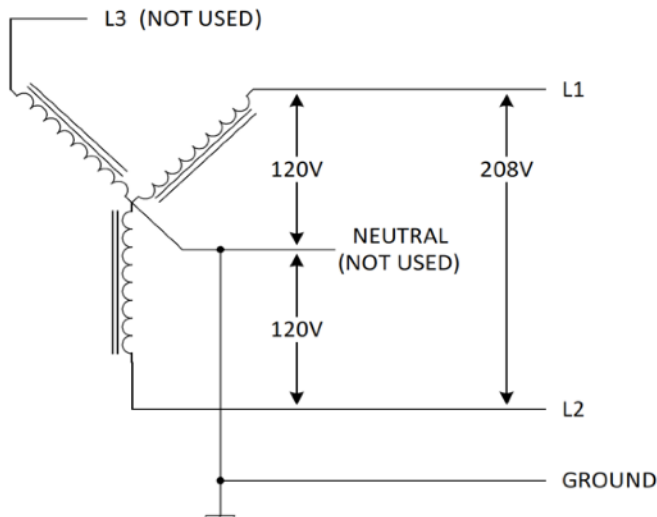 L3 (NOT USED)
L1
120V
208V
NEUTRAL
(NOT USED)
120V
L2
GROUND